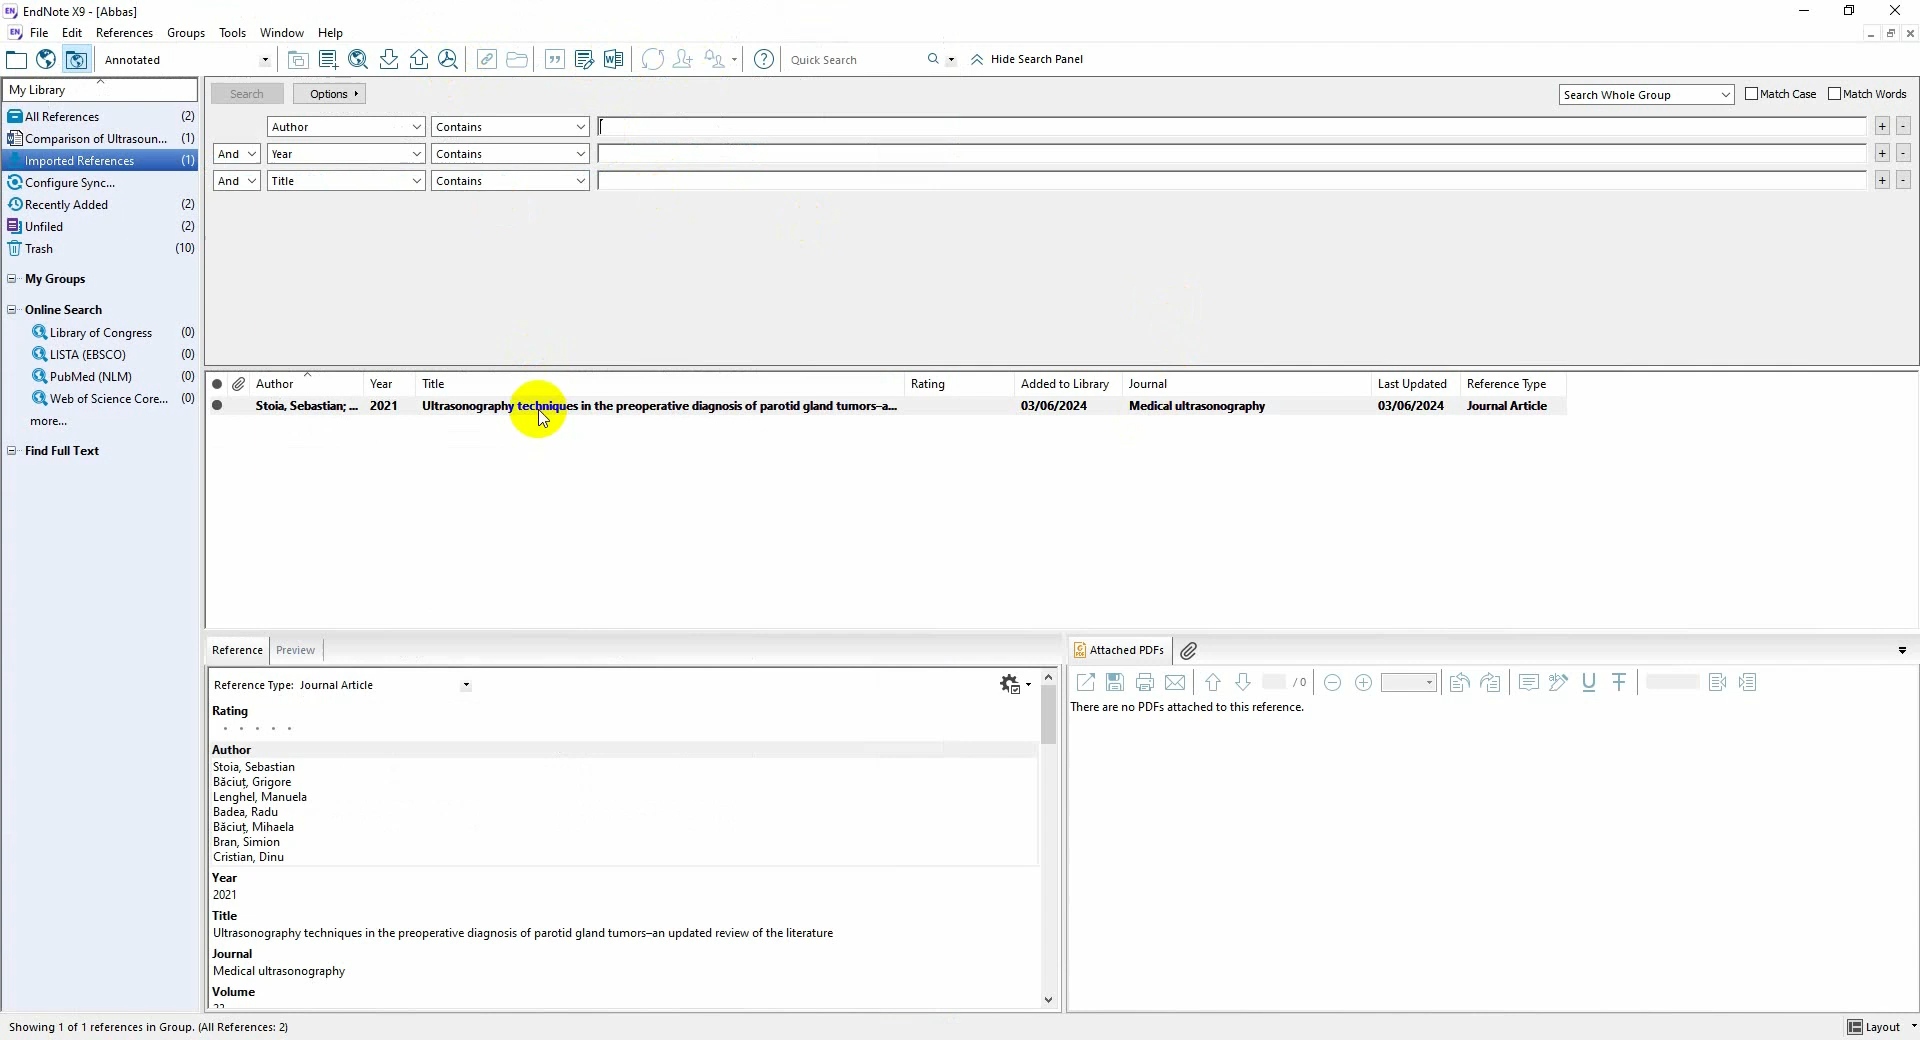 EndNote X9 - [Abbas]
File Edit References Groups Tools Window Help
Annotated
Quick Search
Hide Search Panel
My Library
All References (2)
Comparison of Ultrasoun... (1)
Imported References (1)
Configure Sync...
Recently Added (2)
Unfiled (2)
Trash (10)
My Groups
Online Search
Library of Congress (0)
LISTA (EBSCO) (0)
PubMed (NLM) (0)
Web of Science Core... (0)
more...
Find Full Text
Search Options Search Whole Group Match Case Match Words
Author Contains + -
And Year Contains + -
And Title Contains + -
Author Year Title Rating Added to Library Journal Last Updated Reference Type
Stoia, Sebastian; ... 2021 Ultrasonography techniques in the preoperative diagnosis of parotid gland tumors–a... 03/06/2024 Medical ultrasonography 03/06/2024 Journal Article
Reference Preview
Reference Type: Journal Article
Rating
Author
Stoia, Sebastian
Băciuț, Grigore
Lenghel, Manuela
Badea, Radu
Băciuț, Mihaela
Bran, Simion
Cristian, Dinu
Year
2021
Title
Ultrasonography techniques in the preoperative diagnosis of parotid gland tumors–an updated review of the literature
Journal
Medical ultrasonography
Volume
Attached PDFs
/ 0
There are no PDFs attached to this reference.
Showing 1 of 1 references in Group. (All References: 2)
Layout